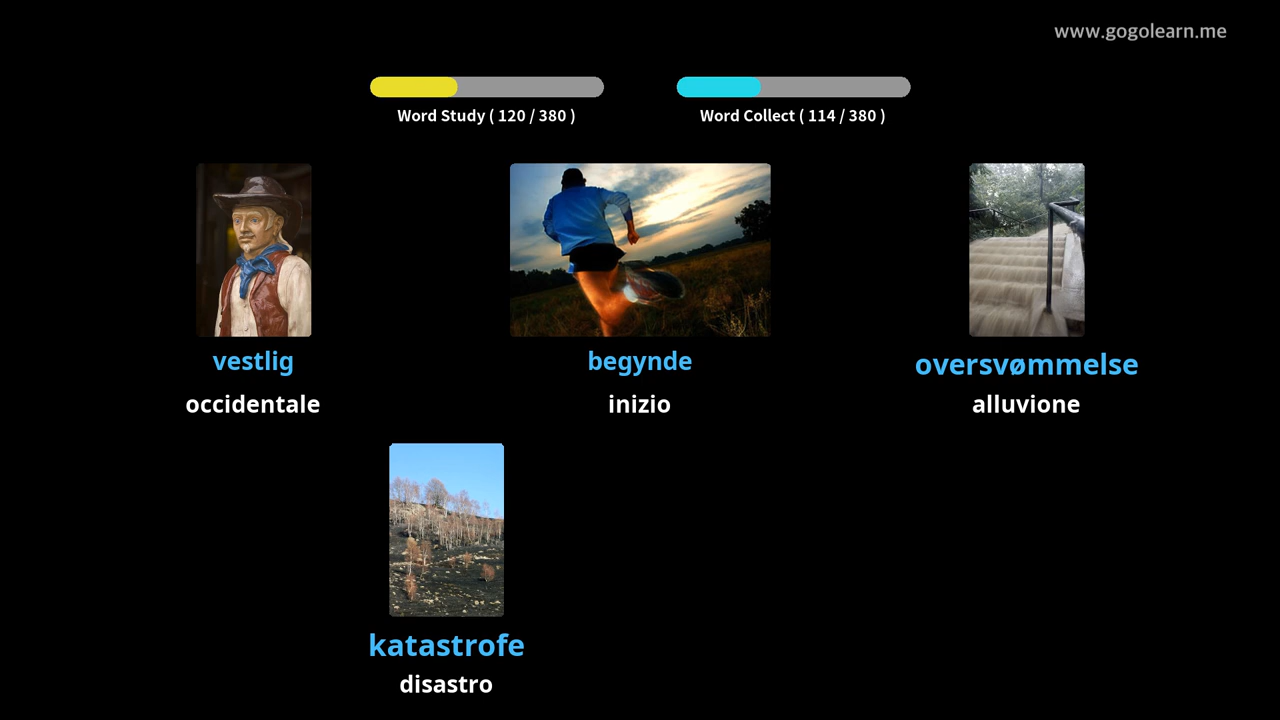 www.gogolearn.me
Word Study ( 120 / 380 )
Word Collect ( 114 / 380 )
vestlig
begynde
oversvømmelse
occidentale
inizio
alluvione
katastrofe
disastro